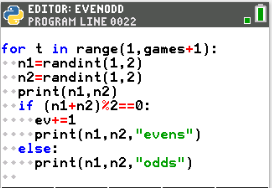 EDITOR: EVENODD
PROGRAM LINE 0022
for t in range(1,games+1):
••n1=randint(1,2)
••n2=randint(1,2)
••print(n1,n2)
••if (n1+n2)%2==0:
••••ev+=1
••••print(n1,n2,"evens")
••else:
••••print(n1,n2,"odds")
••